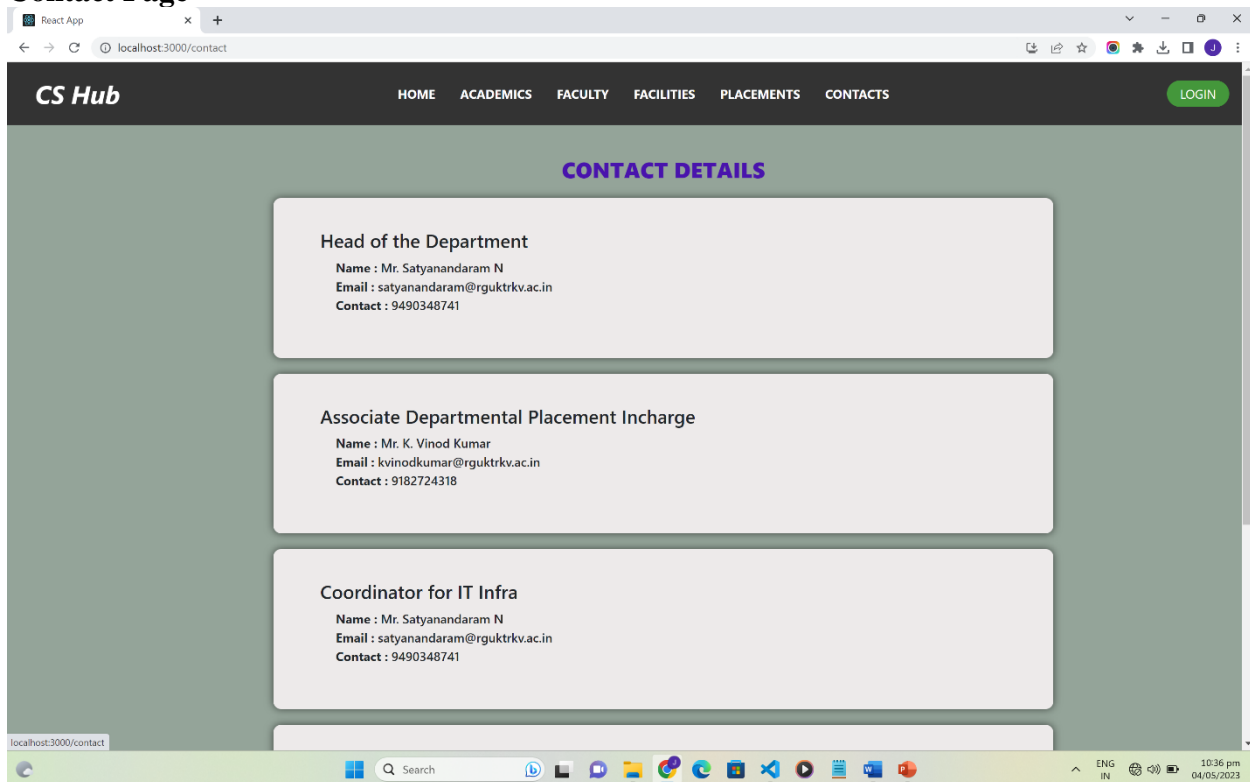 Contact Page
React App
localhost:3000/contact
J
CS Hub
HOME ACADEMICS FACULTY FACILITIES PLACEMENTS CONTACTS
LOGIN
CONTACT DETAILS
Head of the Department
Name : Mr. Satyanandaram N
Email : satyanandaram@rguktrkv.ac.in
Contact : 9490348741
Associate Departmental Placement Incharge
Name : Mr. K. Vinod Kumar
Email : kvinodkumar@rguktrkv.ac.in
Contact : 9182724318
Coordinator for IT Infra
Name : Mr. Satyanandaram N
Email : satyanandaram@rguktrkv.ac.in
Contact : 9490348741
localhost:3000/contact
Search
ENG
IN
10:36 pm
04/05/2023